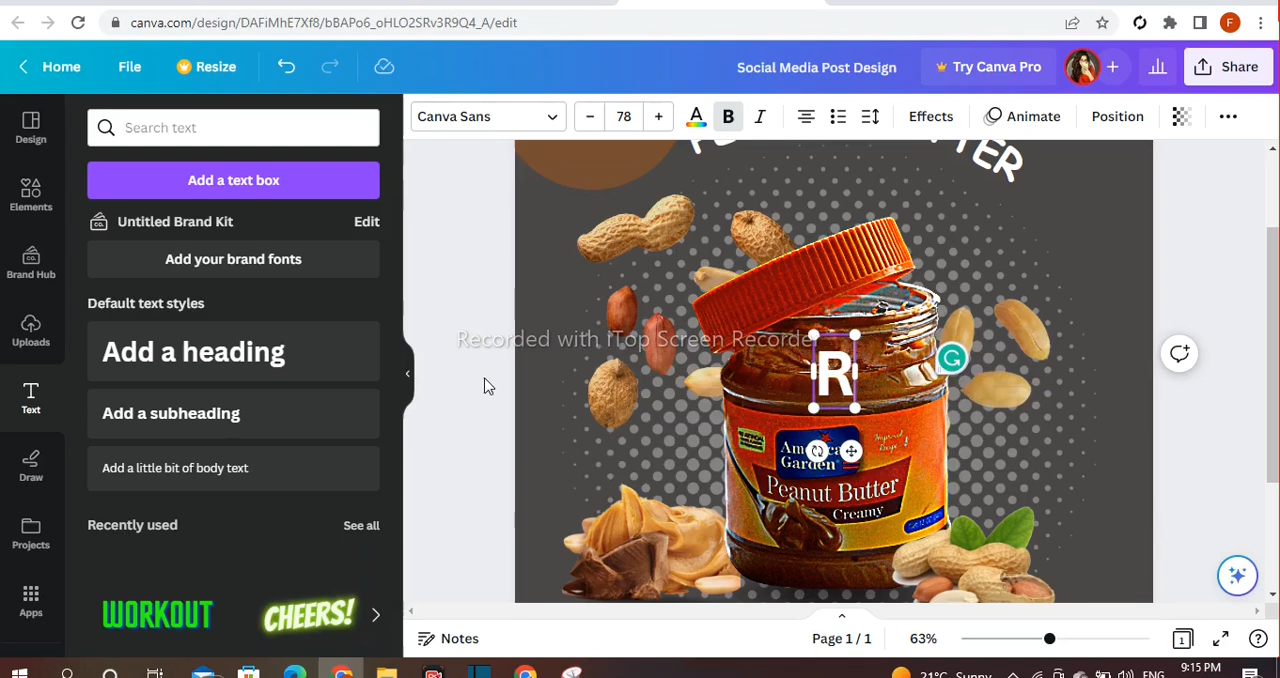 canva.com/design/DAFiMhE7Xf8/bBAPo6_oHLO2SRv3R9Q4_A/edit
F
Home
File
Resize
Social Media Post Design
Try Canva Pro
Share
Design
Elements
Brand Hub
Uploads
Text
Draw
Projects
Apps
Search text
Add a text box
Untitled Brand Kit
Edit
Add your brand fonts
Default text styles
Add a heading
Add a subheading
Add a little bit of body text
Recently used
See all
WORKOUT
CHEERS!
Canva Sans
78
A
B
I
Effects
Animate
Position
Recorded with iTop Screen Recorde
R
Garden
Peanut Butter
Creamy
Notes
Page 1 / 1
63%
1
21°C Sunny
ENG
9:15 PM